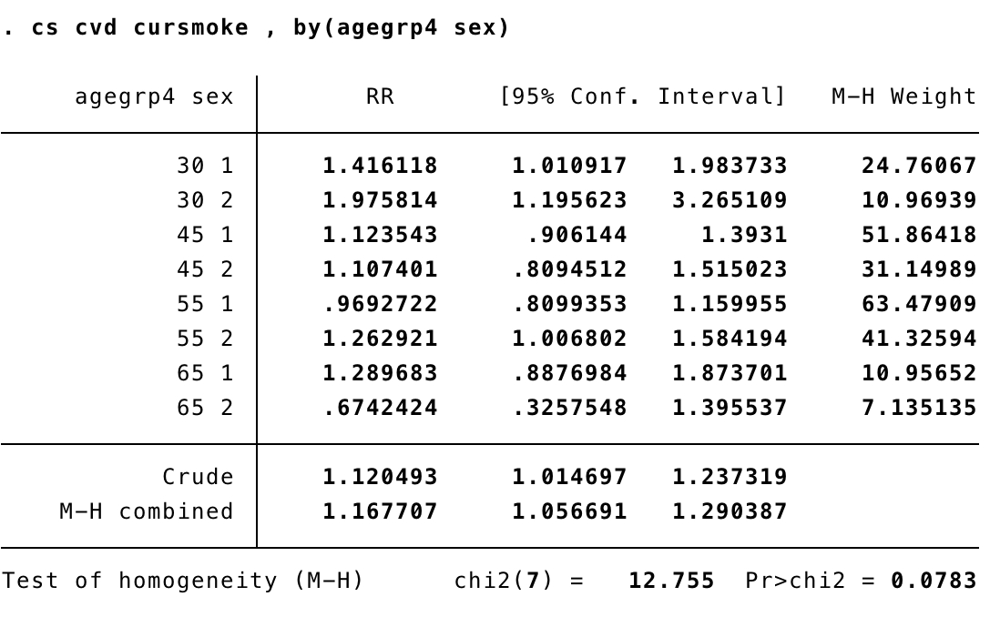 . cs cvd cursmoke , by(agegrp4 sex)
agegrp4 sex RR [95% Conf. Interval] M-H Weight
30 1 1.416118 1.010917 1.983733 24.76067
30 2 1.975814 1.195623 3.265109 10.96939
45 1 1.123543 .906144 1.3931 51.86418
45 2 1.107401 .8094512 1.515023 31.14989
55 1 .9692722 .8099353 1.159955 63.47909
55 2 1.262921 1.006802 1.584194 41.32594
65 1 1.289683 .8876984 1.873701 10.95652
65 2 .6742424 .3257548 1.395537 7.135135
Crude 1.120493 1.014697 1.237319
M-H combined 1.167707 1.056691 1.290387
Test of homogeneity (M-H) chi2(7) = 12.755 Pr>chi2 = 0.0783